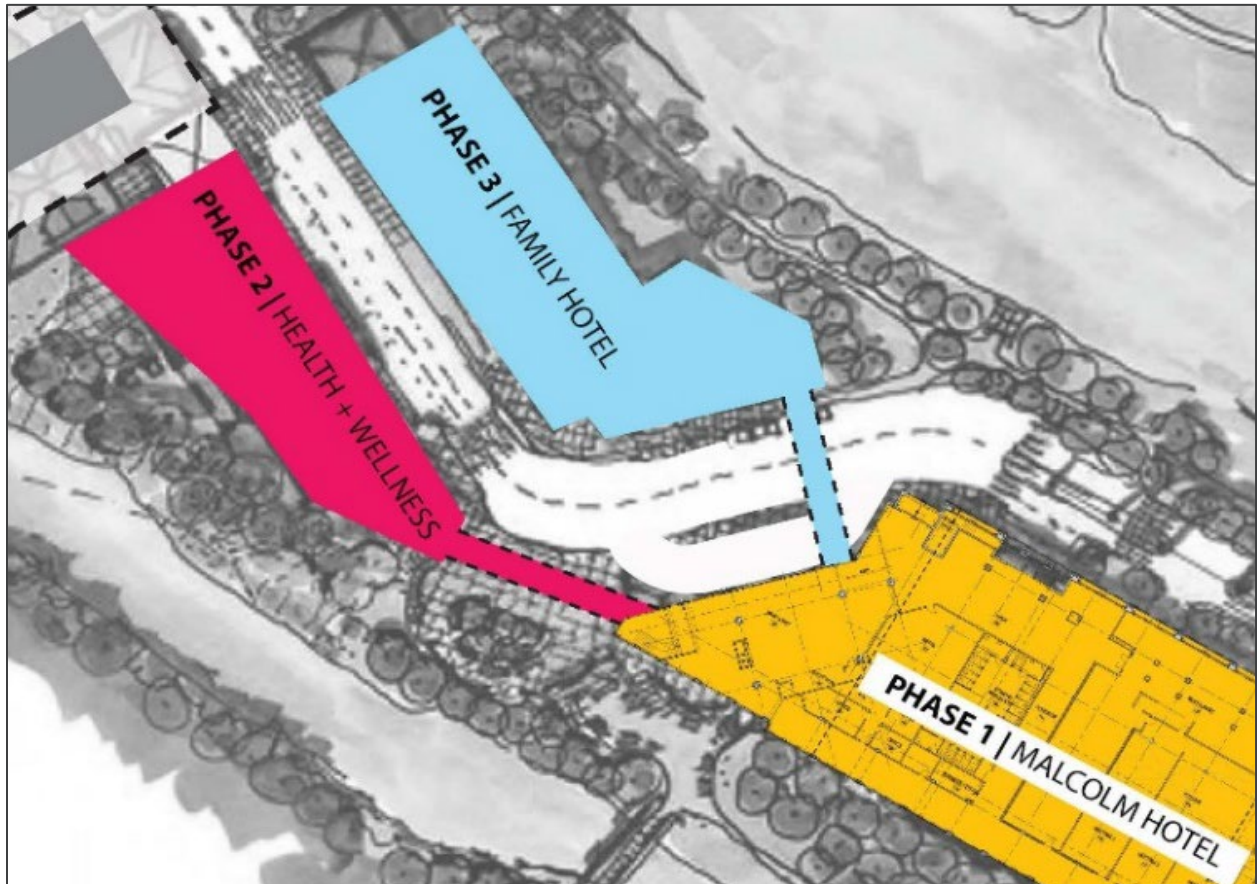 PHASE 3 | FAMILY HOTEL
PHASE 2 | HEALTH + WELLNESS
PHASE 1 | MALCOLM HOTEL